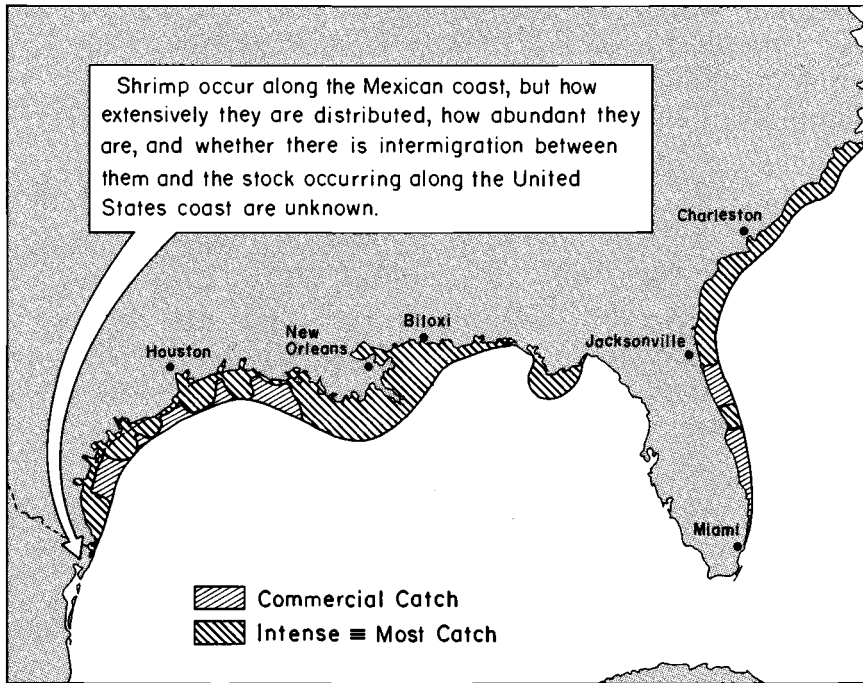 Shrimp occur along the Mexican coast, but how
extensively they are distributed, how abundant they
are, and whether there is intermigration between
them and the stock occurring along the United
States coast are unknown.
Charleston
Biloxi
New
Orleans
Houston
Jacksonville
Miami
Commercial Catch
Intense ≡ Most Catch